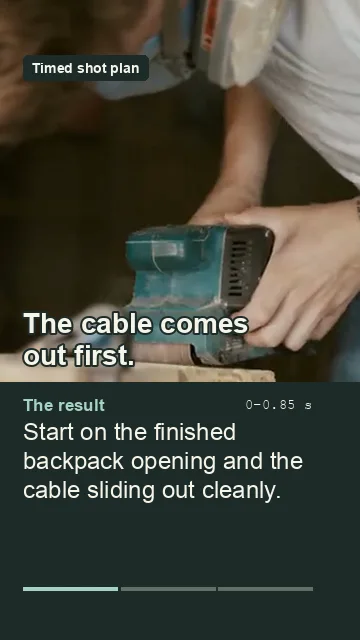 Timed shot plan
The cable comes
out first.
The result
0–0.85 s
Start on the finished
backpack opening and the
cable sliding out cleanly.